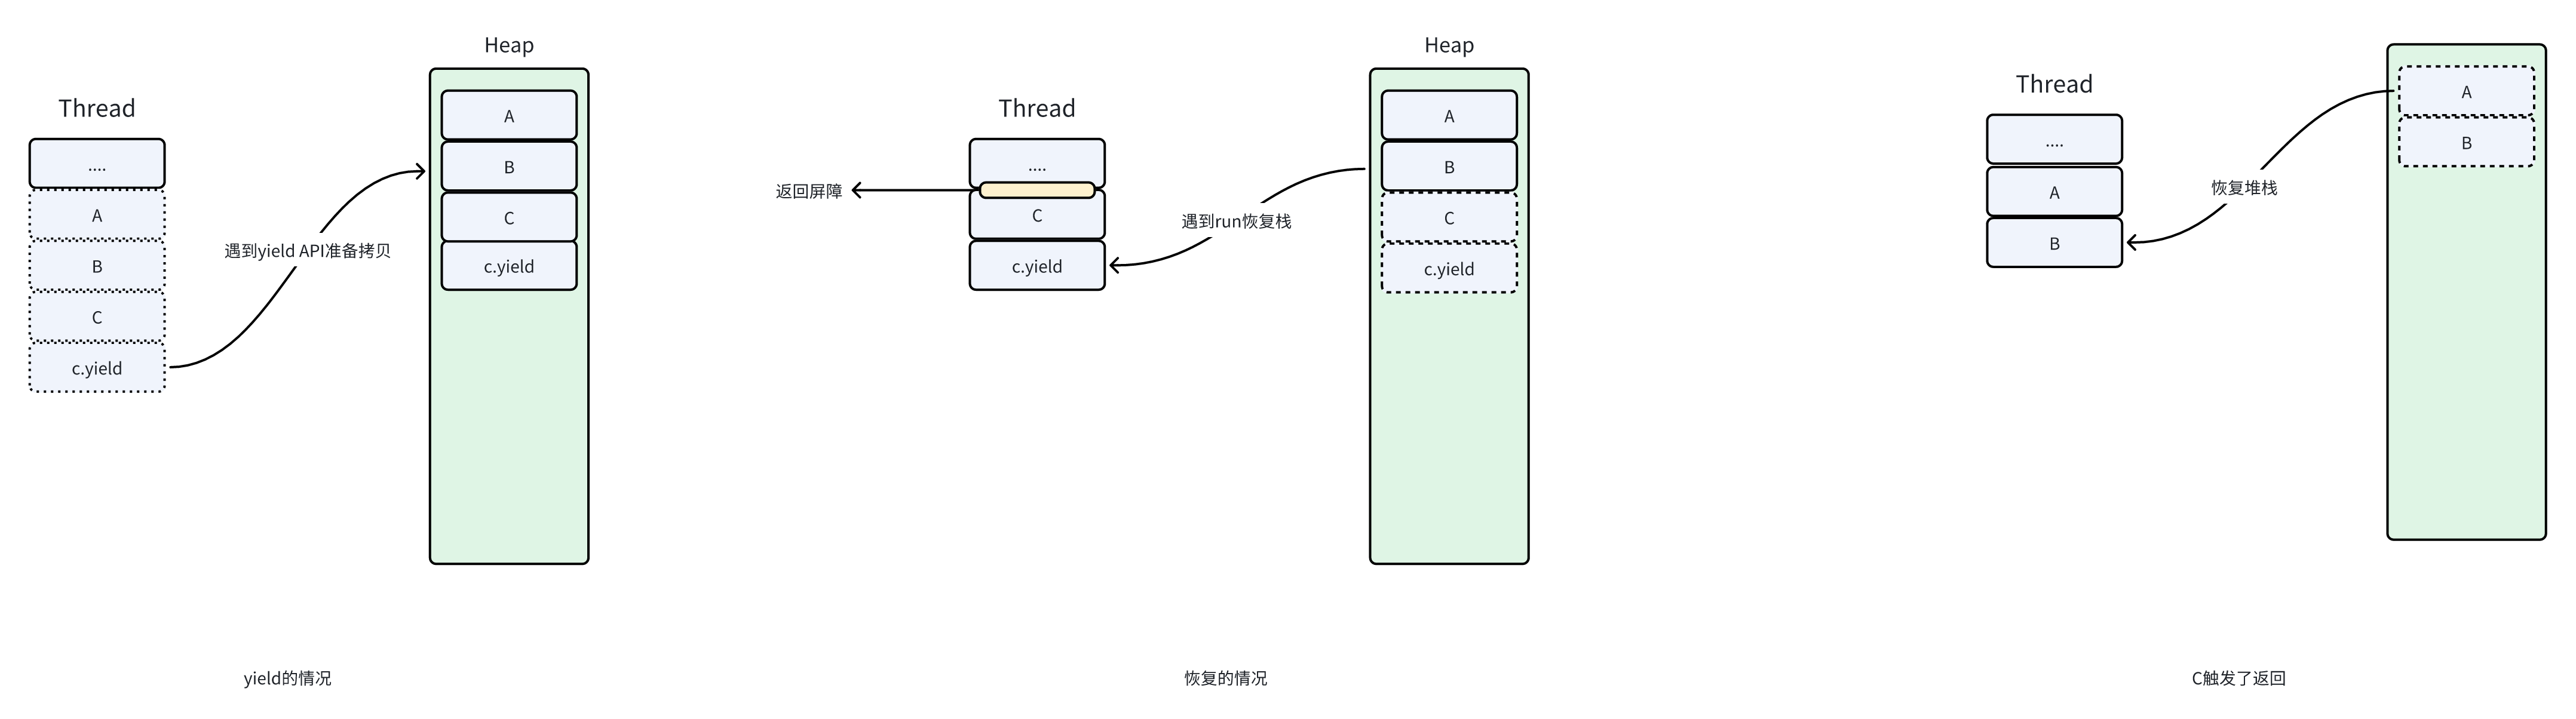 Thread
....
A
B
C
c.yield
遇到yield API准备拷贝
Heap
A
B
C
c.yield
yield的情况
返回屏障
Thread
....
C
c.yield
遇到run恢复栈
Heap
A
B
C
c.yield
恢复的情况
Thread
....
A
B
恢复堆栈
A
B
C触发了返回